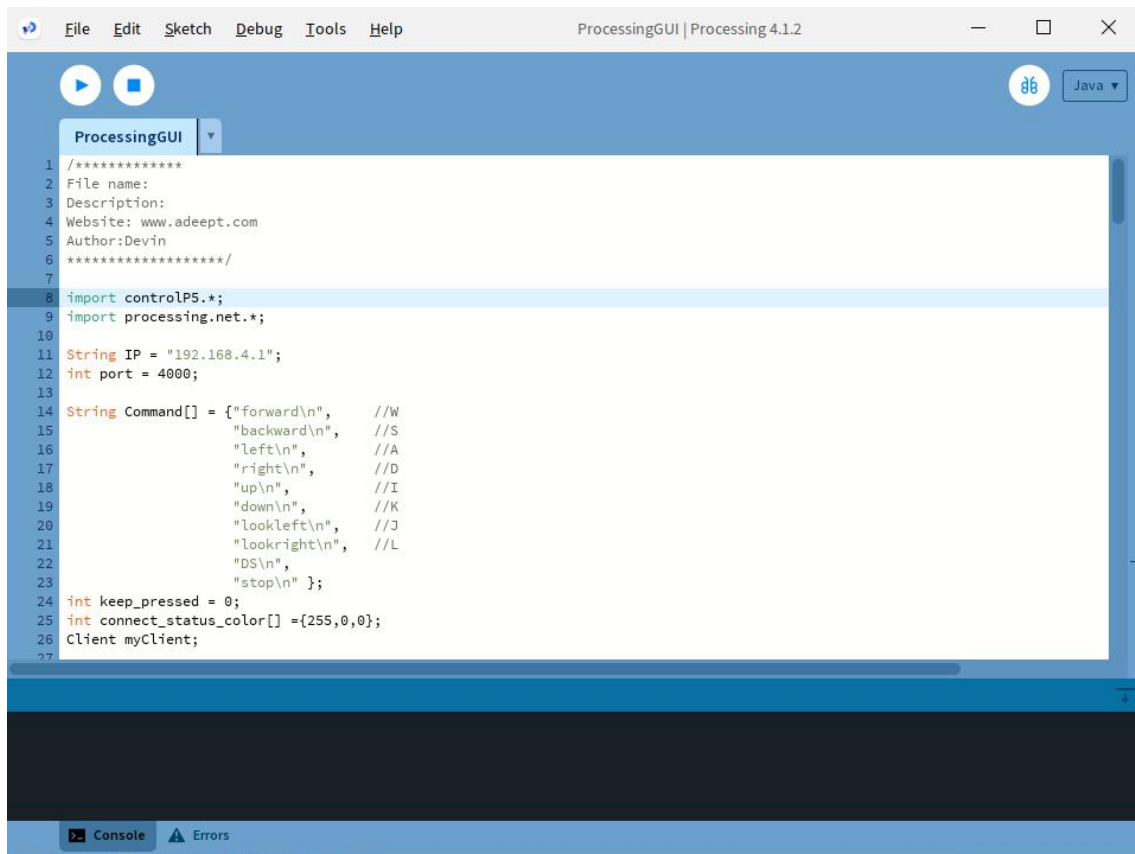 File Edit Sketch Debug Tools Help ProcessingGUI | Processing 4.1.2
Java ▾
ProcessingGUI ▾
1 /*************
2 File name:
3 Description:
4 Website: www.adeept.com
5 Author:Devin
6 *******************/
7
8 import controlP5.*;
9 import processing.net.*;
10
11 String IP = "192.168.4.1";
12 int port = 4000;
13
14 String Command[] = {"forward\n", //W
15 "backward\n", //S
16 "left\n", //A
17 "right\n", //D
18 "up\n", //I
19 "down\n", //K
20 "lookleft\n", //J
21 "lookright\n", //L
22 "DS\n",
23 "stop\n" };
24 int keep_pressed = 0;
25 int connect_status_color[] ={255,0,0};
26 Client myClient;
27
Console Errors